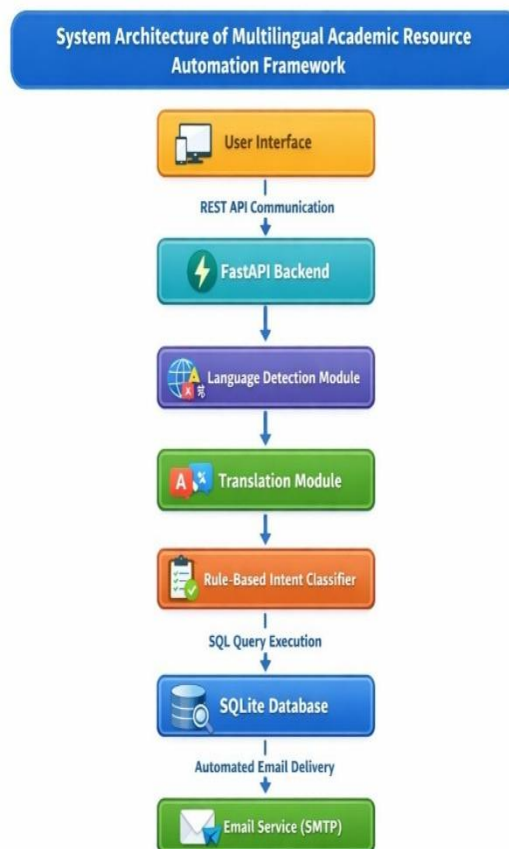 System Architecture of Multilingual Academic Resource
Automation Framework
User Interface
REST API Communication
FastAPI Backend
Language Detection Module
Translation Module
Rule-Based Intent Classifier
SQL Query Execution
SQLite Database
Automated Email Delivery
Email Service (SMTP)